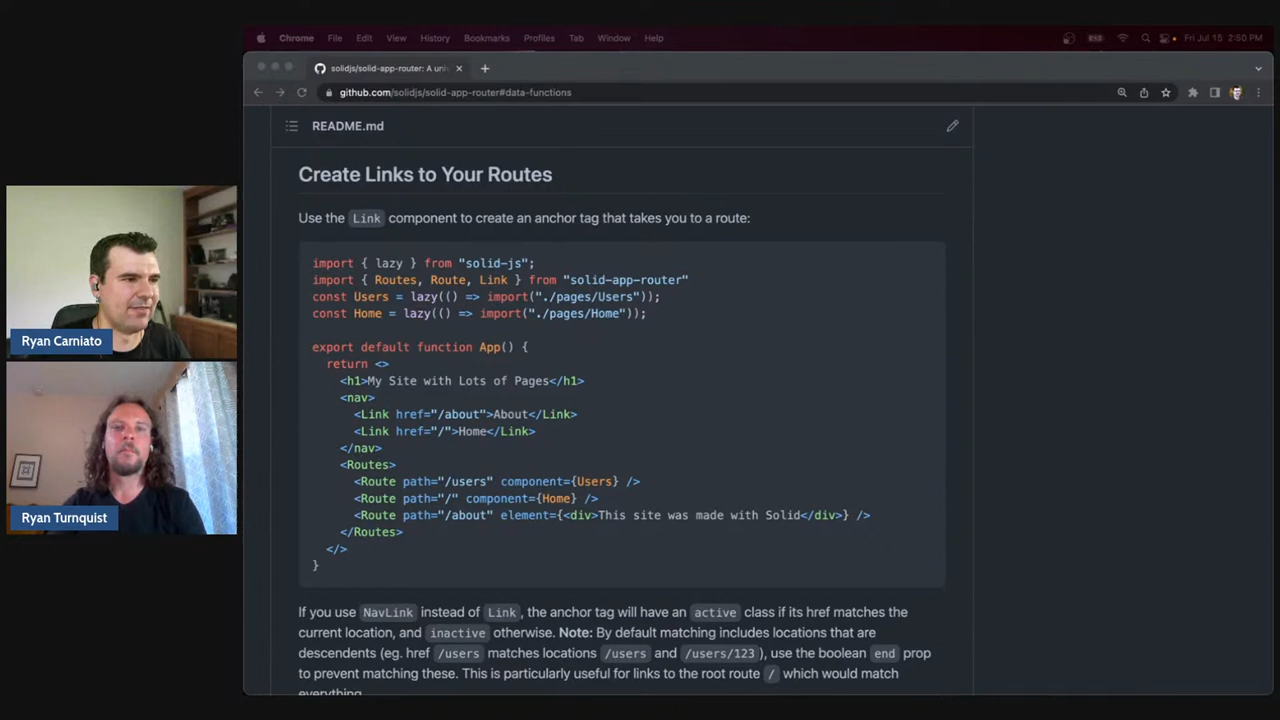 Chrome File Edit View History Bookmarks Profiles Tab Window Help Fri Jul 15 2:50 PM
solidjs/solid-app-router: A uni
github.com/solidjs/solid-app-router#data-functions
README.md
Create Links to Your Routes
Use the Link component to create an anchor tag that takes you to a route:
import { lazy } from "solid-js";
import { Routes, Route, Link } from "solid-app-router"
const Users = lazy(() => import("./pages/Users"));
const Home = lazy(() => import("./pages/Home"));
export default function App() {
return <>
<h1>My Site with Lots of Pages</h1>
<nav>
<Link href="/about">About</Link>
<Link href="/">Home</Link>
</nav>
<Routes>
<Route path="/users" component={Users} />
<Route path="/" component={Home} />
<Route path="/about" element={<div>This site was made with Solid</div>} />
</Routes>
</>
}
If you use NavLink instead of Link, the anchor tag will have an active class if its href matches the
current location, and inactive otherwise. Note: By default matching includes locations that are
descendents (eg. href /users matches locations /users and /users/123), use the boolean end prop
to prevent matching these. This is particularly useful for links to the root route / which would match
everything.
Ryan Carniato
Ryan Turnquist